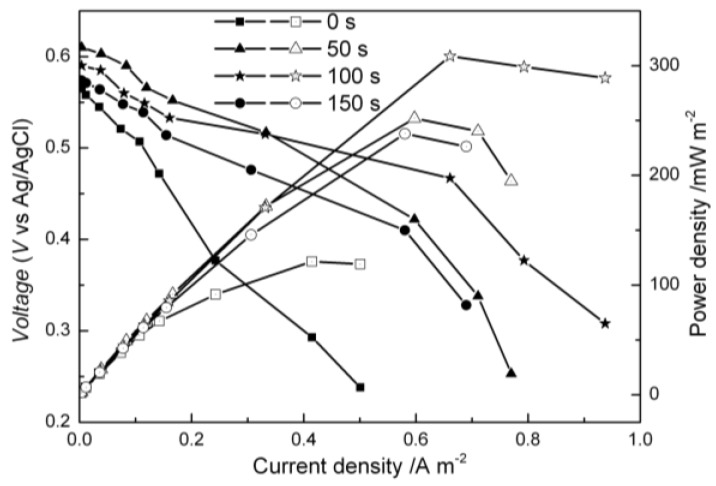 0 s
50 s
100 s
150 s
0.6
0.5
0.4
0.3
0.2
Voltage (V vs Ag/AgCl)
300
200
100
0
Power density /mW m-2
0.0 0.2 0.4 0.6 0.8 1.0
Current density /A m-2